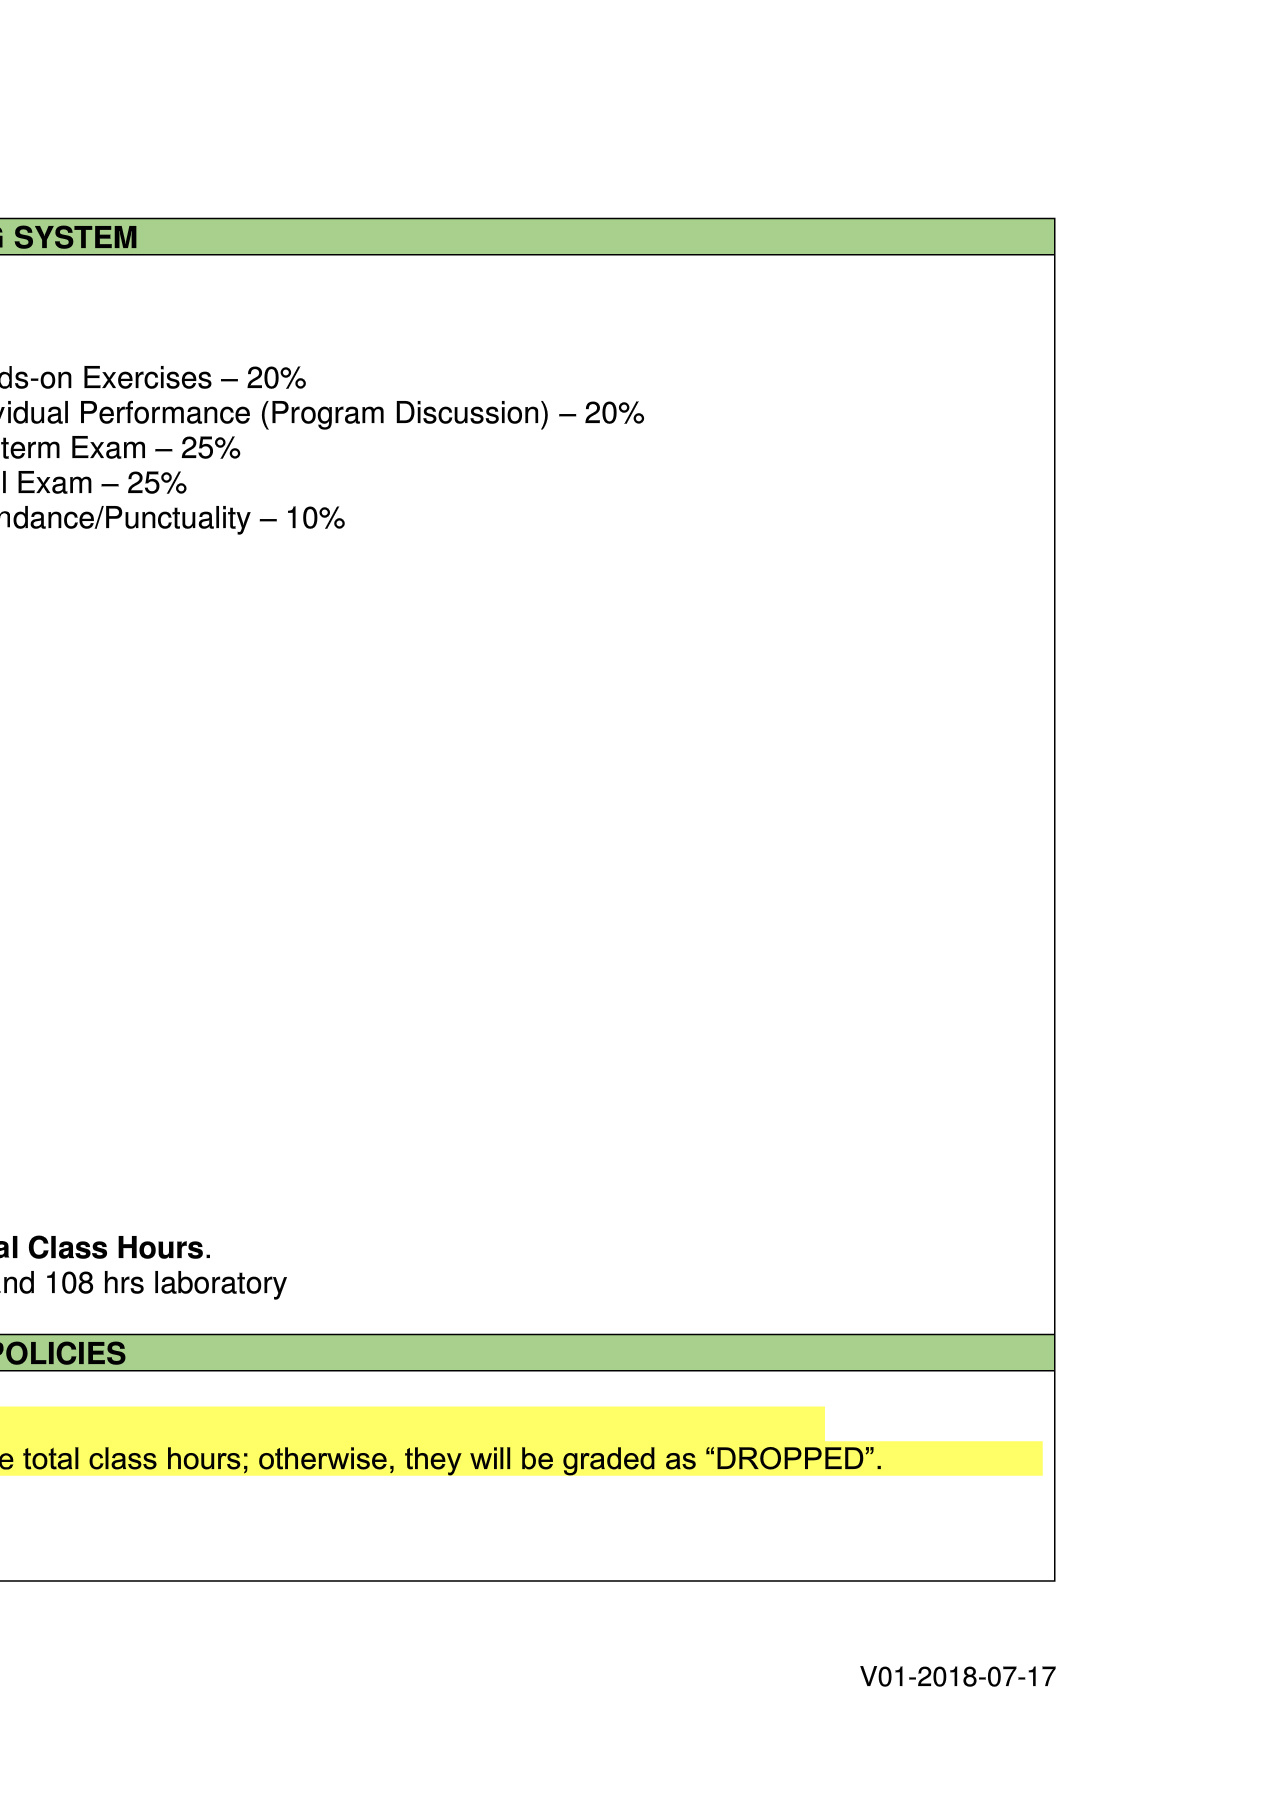 G SYSTEM
ds-on Exercises – 20%
vidual Performance (Program Discussion) – 20%
term Exam – 25%
l Exam – 25%
ndance/Punctuality – 10%
al Class Hours.
nd 108 hrs laboratory
POLICIES
e total class hours; otherwise, they will be graded as “DROPPED”.
V01-2018-07-17